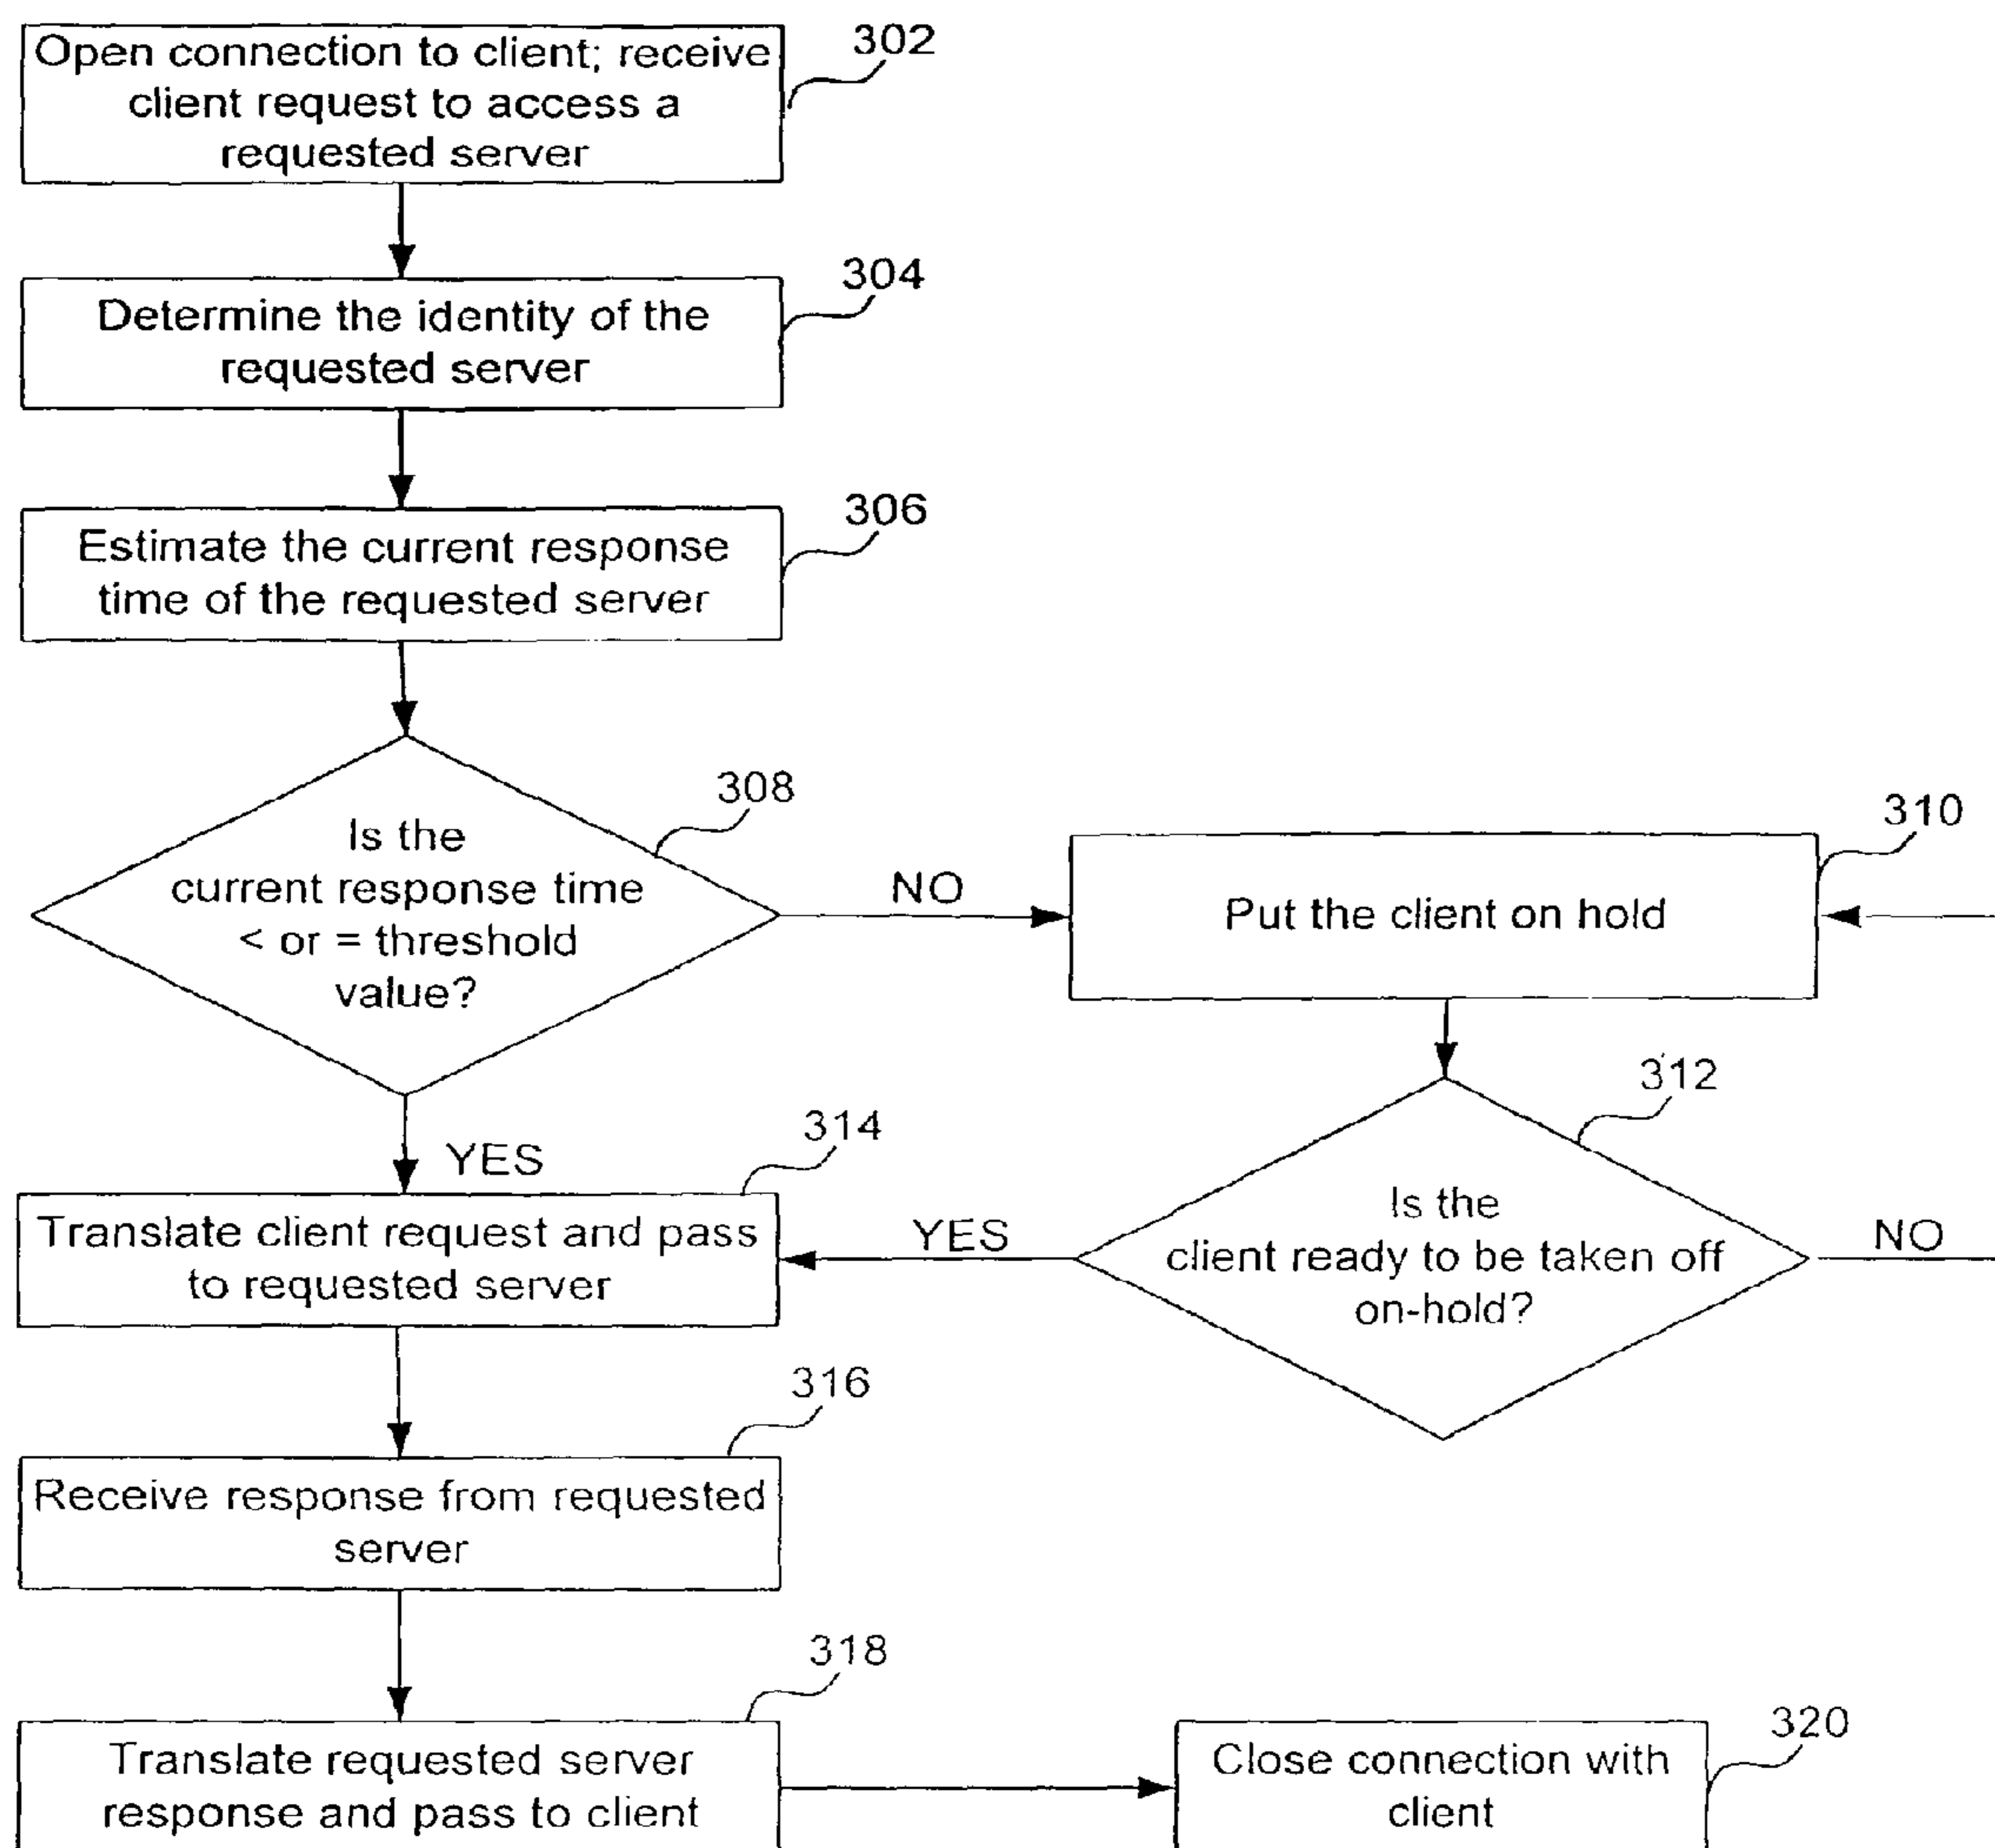 Open connection to client; receive
client request to access a
requested server
302
Determine the identity of the
requested server
304
Estimate the current response
time of the requested server
306
Is the
current response time
< or = threshold
value?
308
NO
Put the client on hold
310
YES
Is the
client ready to be taken off
on-hold?
312
YES
NO
Translate client request and pass
to requested server
314
Receive response from requested
server
316
Translate requested server
response and pass to client
318
Close connection with
client
320